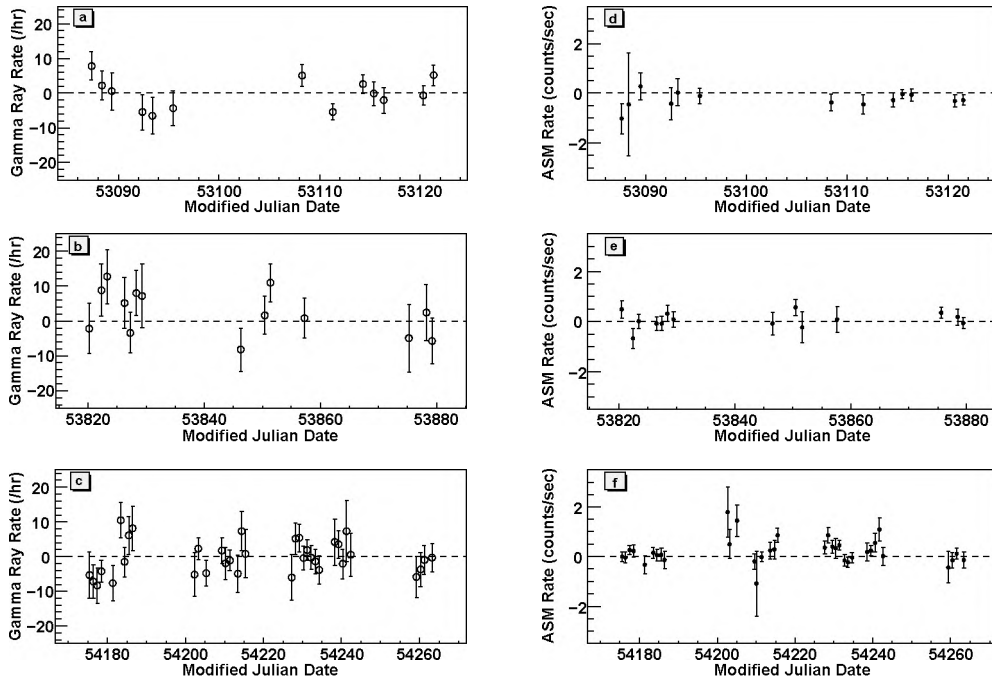 a
Gamma Ray Rate (/hr)
20
10
0
−10
−20
53090
53100
53110
53120
Modified Julian Date
d
ASM Rate (counts/sec)
2
0
−2
53090
53100
53110
53120
Modified Julian Date
b
Gamma Ray Rate (/hr)
20
10
0
−10
−20
53820
53840
53860
53880
Modified Julian Date
e
ASM Rate (counts/sec)
2
0
−2
53820
53840
53860
53880
Modified Julian Date
c
Gamma Ray Rate (/hr)
20
10
0
−10
−20
54180
54200
54220
54240
54260
Modified Julian Date
f
ASM Rate (counts/sec)
2
0
−2
54180
54200
54220
54240
54260
Modified Julian Date